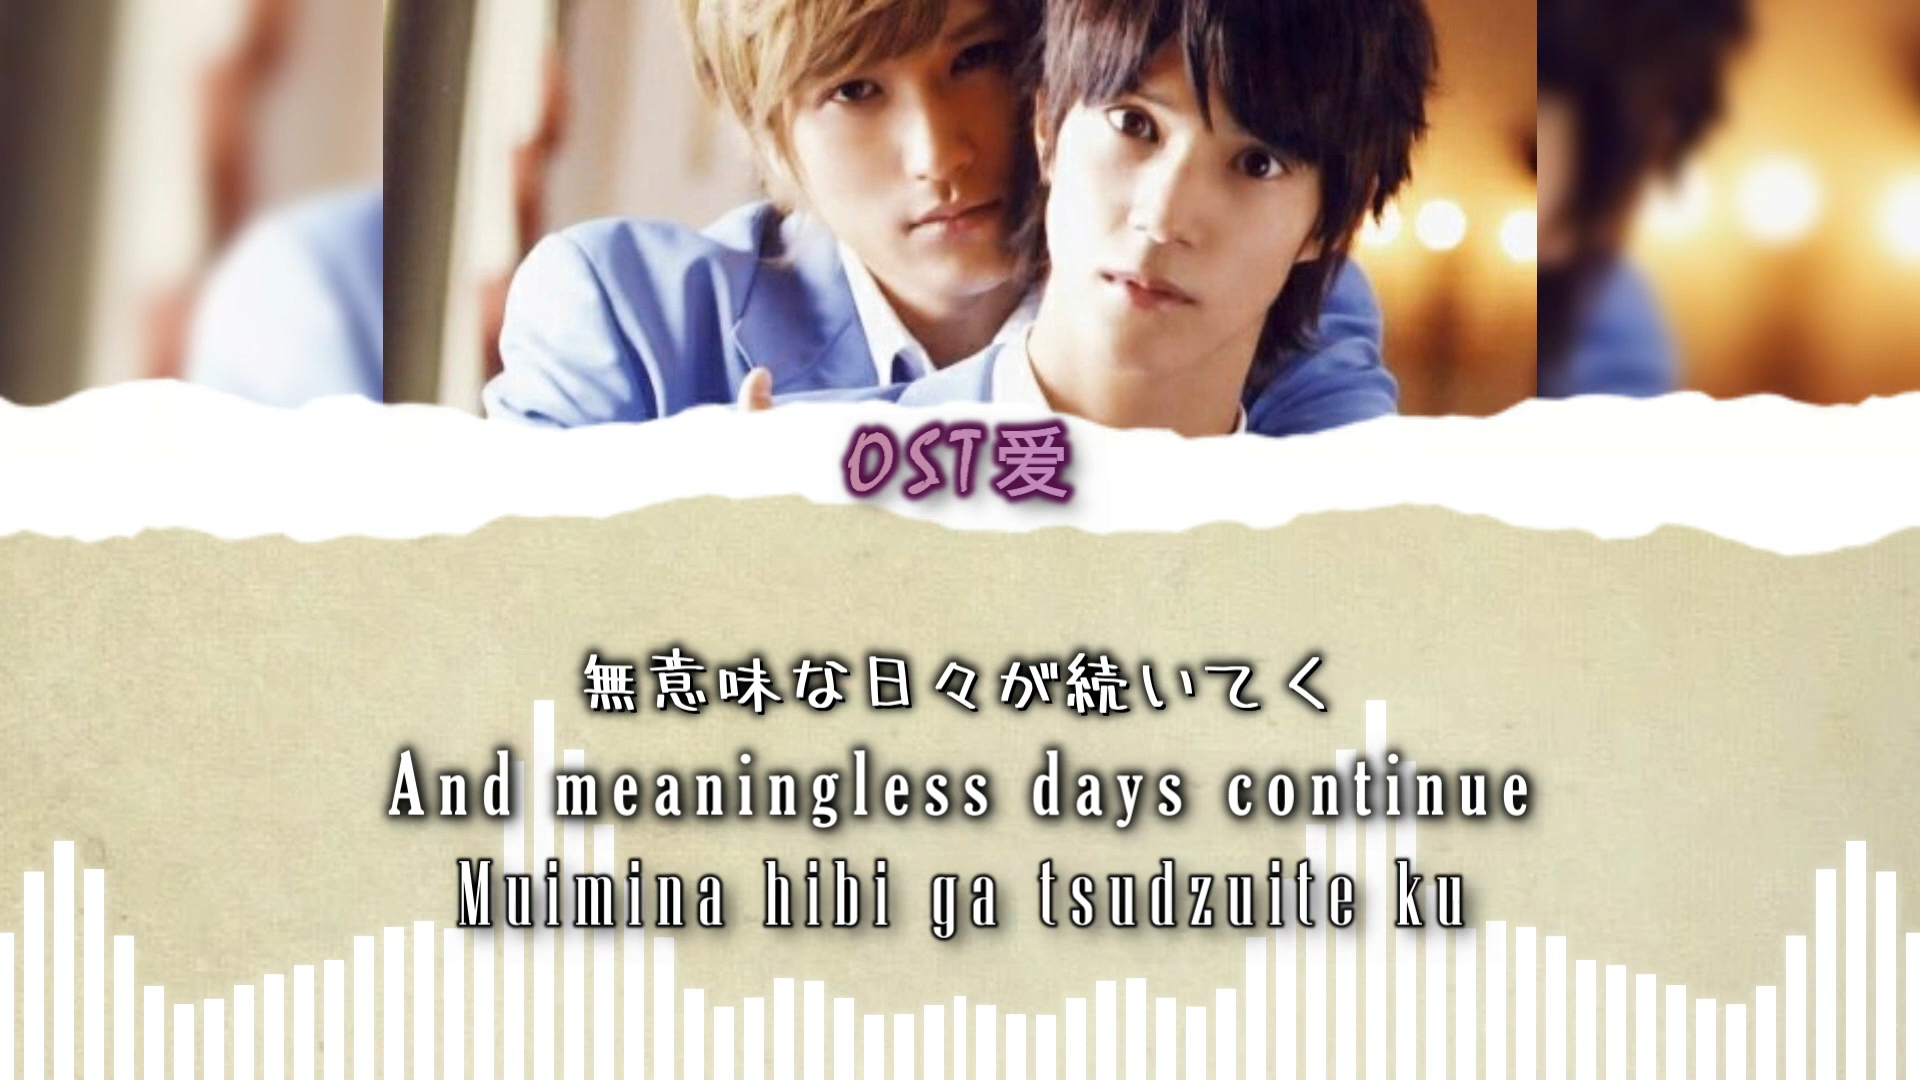 OST爱
無意味な日々が続いてく
And meaningless days continue
Muimina hibi ga tsudzuite ku